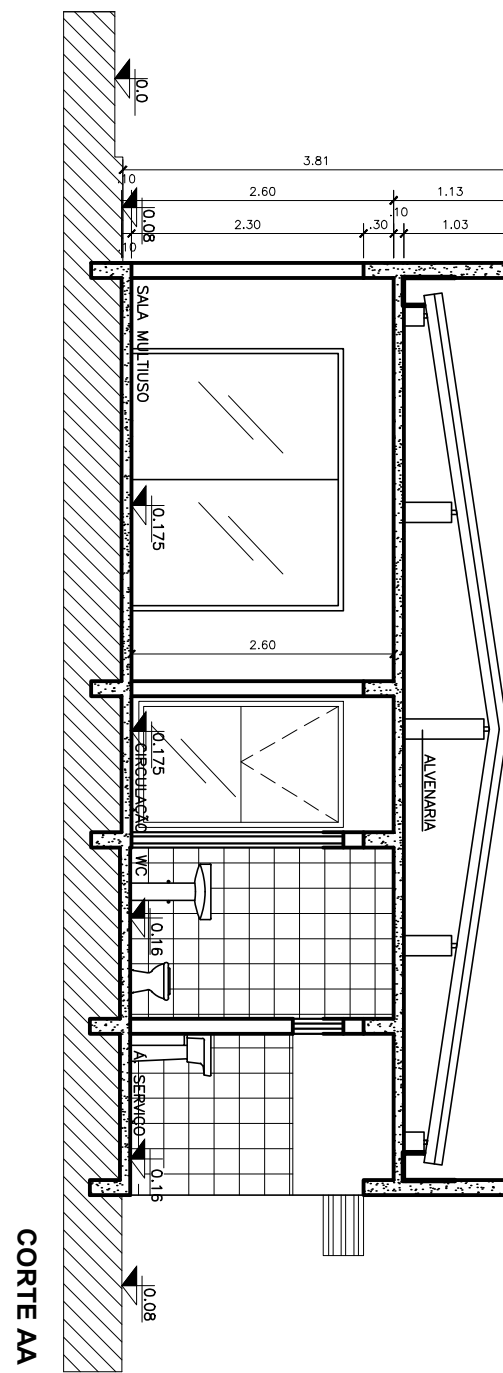 3.81
2.60
1.13
.10
.10
2.30
.30
1.03
.10
0.0
0.08
SALA MULTIUSO
0.175
2.60
ALVENARIA
0.175
CIRCULAÇÃO
WC
0.16
A. SERVIÇO
0.16
0.08
CORTE AA